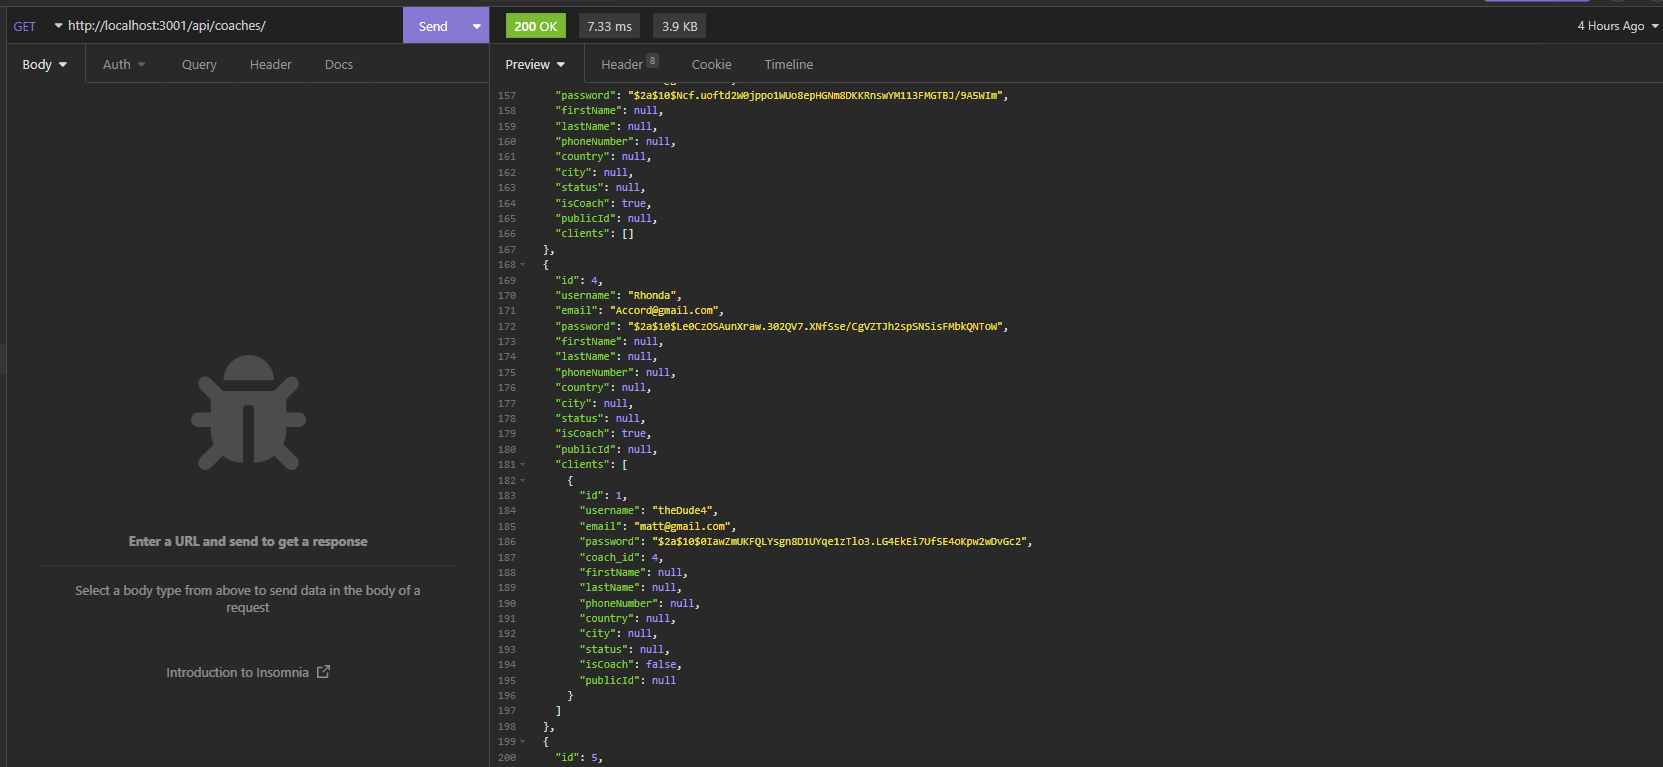 GET http://localhost:3001/api/coaches/ Send 200 OK 7.33 ms 3.9 KB 4 Hours Ago
Body Auth Query Header Docs Preview Header 8 Cookie Timeline
157 "password": "$2a$10$Ncf.uoftd2W0jppo1WUo8epHGNm8DKKRnswYM113FMGTBJ/9A5WIm",
158 "firstName": null,
159 "lastName": null,
160 "phoneNumber": null,
161 "country": null,
162 "city": null,
163 "status": null,
164 "isCoach": true,
165 "publicId": null,
166 "clients": []
167 },
168 {
169 "id": 4,
170 "username": "Rhonda",
171 "email": "Accord@gmail.com",
172 "password": "$2a$10$Le0CzOSAunXraw.302QV7.XNfSse/CgVZTJh2spSNSisFMbkQNToW",
173 "firstName": null,
174 "lastName": null,
175 "phoneNumber": null,
176 "country": null,
177 "city": null,
178 "status": null,
179 "isCoach": true,
180 "publicId": null,
181 "clients": [
182 {
183 "id": 1,
184 "username": "theDude4",
185 "email": "matt@gmail.com",
186 "password": "$2a$10$0IawZmUKFQLYsgn8D1UYqe1zTlo3.LG4EkEi7UfSE4oKpw2wDvGc2",
187 "coach_id": 4,
188 "firstName": null,
189 "lastName": null,
190 "phoneNumber": null,
191 "country": null,
192 "city": null,
193 "status": null,
194 "isCoach": false,
195 "publicId": null
196 }
197 ]
198 },
199 {
200 "id": 5,
Enter a URL and send to get a response
Select a body type from above to send data in the body of a
request
Introduction to Insomnia